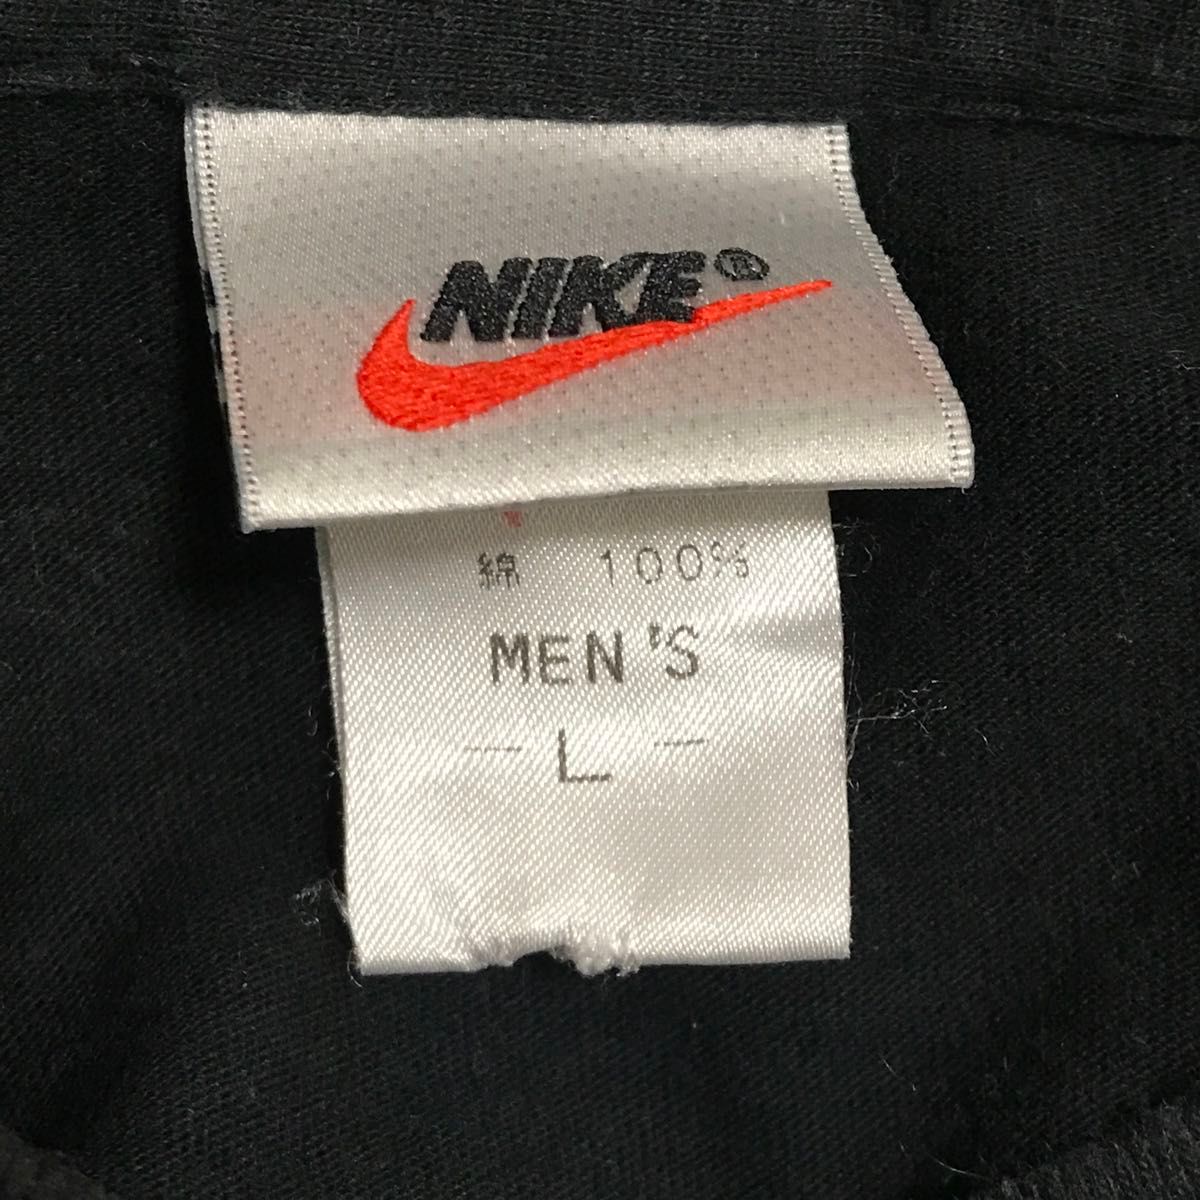 NIKE®
綿 100%
MEN'S
- L -